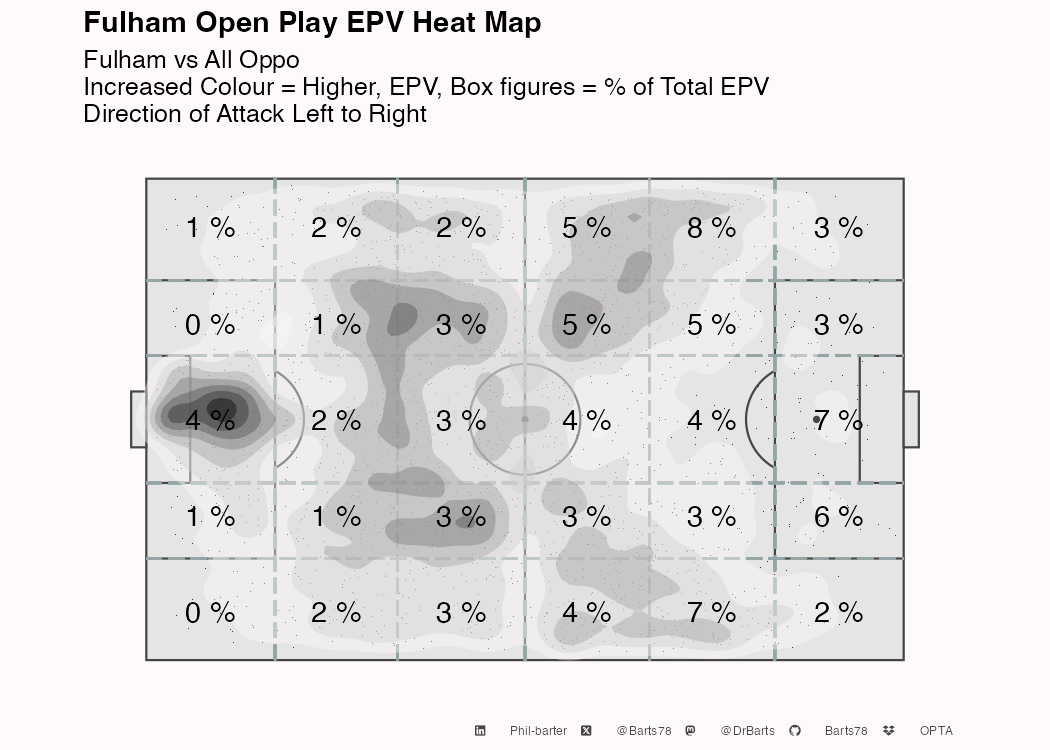 Fulham Open Play EPV Heat Map
Fulham vs All Oppo
Increased Colour = Higher, EPV, Box figures = % of Total EPV
Direction of Attack Left to Right
1 % 2 % 2 % 5 % 8 % 3 %
0 % 1 % 3 % 5 % 5 % 3 %
4 % 2 % 3 % 4 % 4 % 7 %
1 % 1 % 3 % 3 % 3 % 6 %
0 % 2 % 3 % 4 % 7 % 2 %
Phil-barter @Barts78 @DrBarts Barts78 OPTA